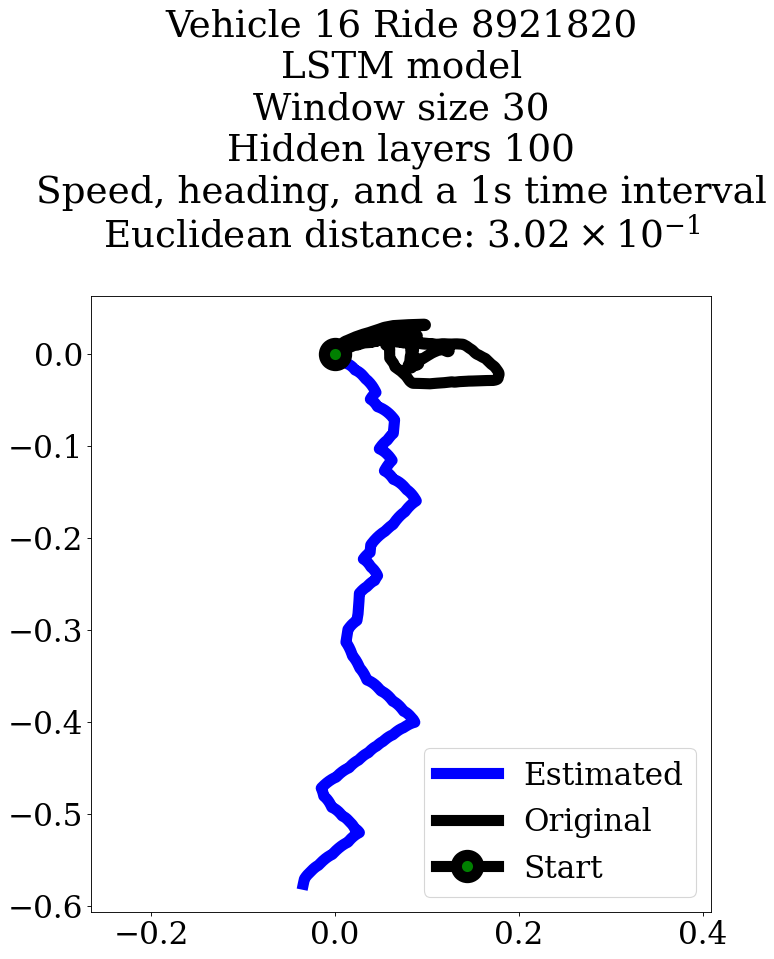 Vehicle 16 Ride 8921820
LSTM model
Window size 30
Hidden layers 100
Speed, heading, and a 1s time interval
Euclidean distance: 3.02 × 10⁻¹
0.0
−0.1
−0.2
−0.3
−0.4
−0.5
−0.6
Estimated
Original
Start
−0.2 0.0 0.2 0.4